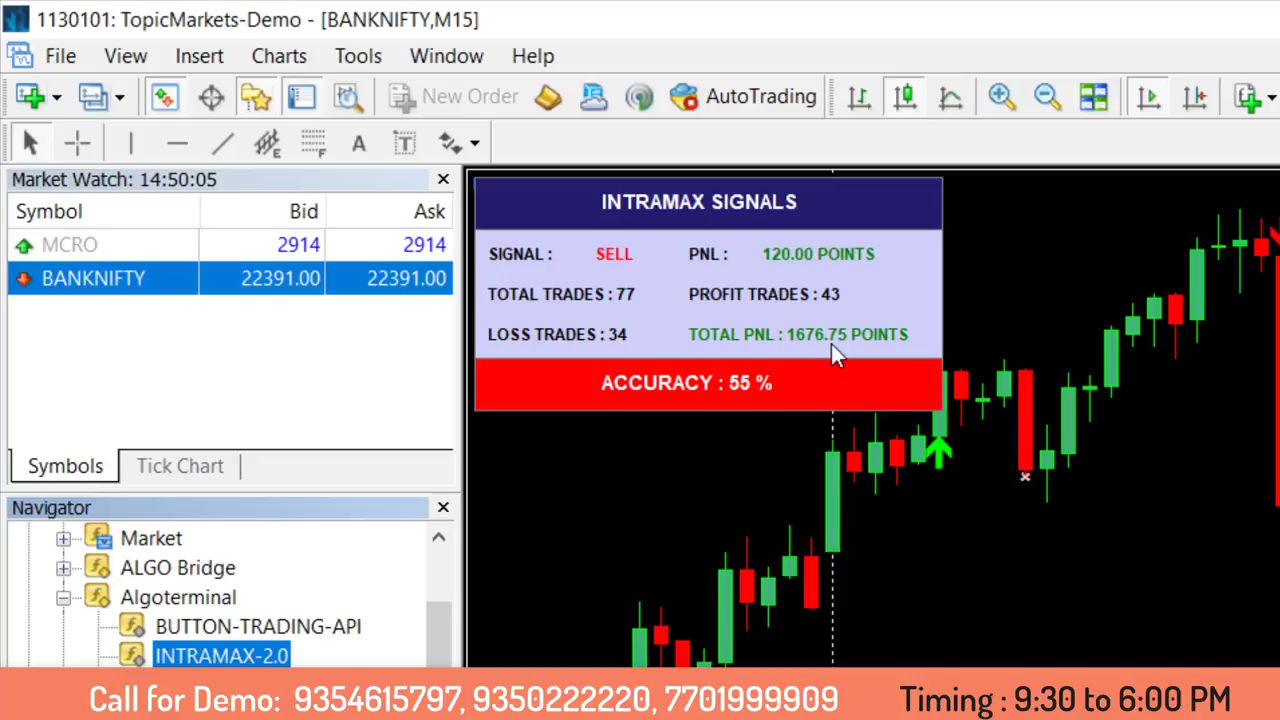 1130101: TopicMarkets-Demo - [BANKNIFTY,M15]
File View Insert Charts Tools Window Help
New Order AutoTrading
E F A T
Market Watch: 14:50:05
Symbol Bid Ask
MCRO 2914 2914
BANKNIFTY 22391.00 22391.00
Symbols Tick Chart
Navigator
Market
ALGO Bridge
Algoterminal
BUTTON-TRADING-API
INTRAMAX-2.0
INTRAMAX SIGNALS
SIGNAL : SELL PNL : 120.00 POINTS
TOTAL TRADES : 77 PROFIT TRADES : 43
LOSS TRADES : 34 TOTAL PNL : 1676.75 POINTS
ACCURACY : 55 %
Call for Demo: 9354615797, 9350222220, 7701999909 Timing : 9:30 to 6:00 PM